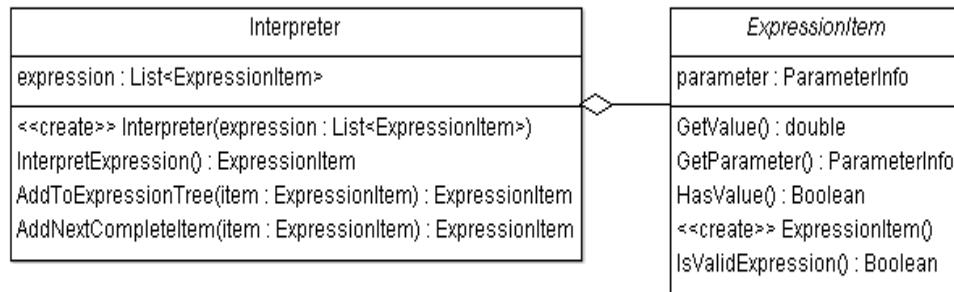 Interpreter
expression : List<ExpressionItem>
<<create>> Interpreter(expression : List<ExpressionItem>)
InterpretExpression() : ExpressionItem
AddToExpressionTree(item : ExpressionItem) : ExpressionItem
AddNextCompleteItem(item : ExpressionItem) : ExpressionItem
ExpressionItem
parameter : ParameterInfo
GetValue() : double
GetParameter() : ParameterInfo
HasValue() : Boolean
<<create>> ExpressionItem()
IsValidExpression() : Boolean